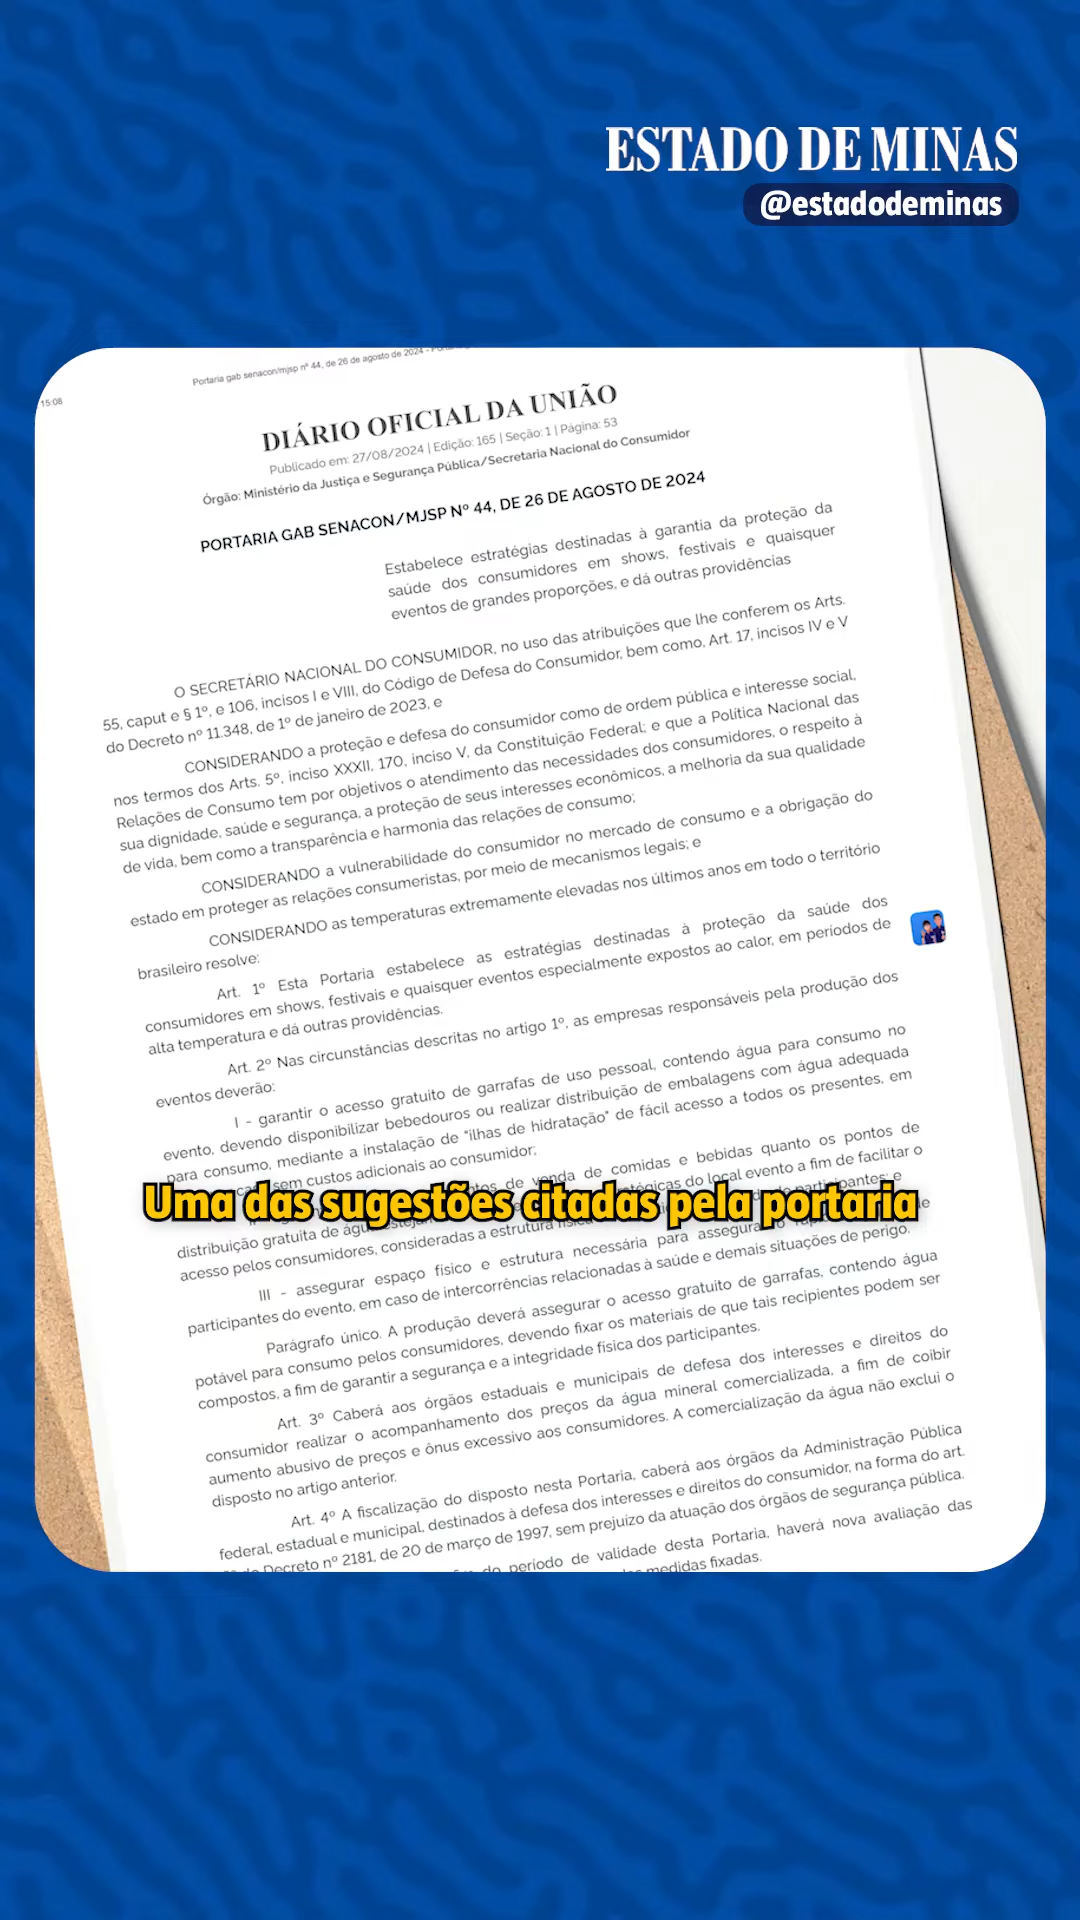 ESTADO DE MINAS
@estadodeminas
Portaria gab senacon/mjsp nº 44, de 26 de agosto de 2024 -
15:08
DIÁRIO OFICIAL DA UNIÃO
Publicado em: 27/08/2024 | Edição: 165 | Seção: 1 | Página: 53
Órgão: Ministério da Justiça e Segurança Pública/Secretaria Nacional do Consumidor
PORTARIA GAB SENACON/MJSP Nº 44, DE 26 DE AGOSTO DE 2024
Estabelece estratégias destinadas à garantia da proteção da
saúde dos consumidores em shows, festivais e quaisquer
eventos de grandes proporções, e dá outras providências
O SECRETÁRIO NACIONAL DO CONSUMIDOR, no uso das atribuições que lhe conferem os Arts.
55, caput e § 1º, e 106, incisos I e VIII, do Código de Defesa do Consumidor, bem como, Art. 17, incisos IV e V
do Decreto nº 11.348, de 1º de janeiro de 2023, e
CONSIDERANDO a proteção e defesa do consumidor como de ordem pública e interesse social,
nos termos dos Arts. 5º, inciso XXXII, 170, inciso V, da Constituição Federal; e que a Política Nacional das
Relações de Consumo tem por objetivos o atendimento das necessidades dos consumidores, o respeito à
sua dignidade, saúde e segurança, a proteção de seus interesses econômicos, a melhoria da sua qualidade
de vida, bem como a transparência e harmonia das relações de consumo;
CONSIDERANDO a vulnerabilidade do consumidor no mercado de consumo e a obrigação do
estado em proteger as relações consumeristas, por meio de mecanismos legais; e
CONSIDERANDO as temperaturas extremamente elevadas nos últimos anos em todo o território
brasileiro resolve:
Art. 1º Esta Portaria estabelece as estratégias destinadas à proteção da saúde dos
consumidores em shows, festivais e quaisquer eventos especialmente expostos ao calor, em períodos de
alta temperatura e dá outras providências.
Art. 2º Nas circunstâncias descritas no artigo 1º, as empresas responsáveis pela produção dos
eventos deverão:
I - garantir o acesso gratuito de garrafas de uso pessoal, contendo água para consumo no
evento, devendo disponibilizar bebedouros ou realizar distribuição de embalagens com água adequada
para consumo, mediante a instalação de "ilhas de hidratação" de fácil acesso a todos os presentes, em
sem custos adicionais ao consumidor;
de venda de comidas e bebidas quanto os pontos de
Uma das sugestões citadas pela portaria
distribuição gratuita de água do local evento a fim de facilitar o
acesso pelos consumidores, consideradas a estrutura participantes; e
III - assegurar espaço físico e estrutura necessária para
participantes do evento, em caso de intercorrências relacionadas à saúde e demais situações de perigo.
Parágrafo único. A produção deverá assegurar o acesso gratuito de garrafas, contendo água
potável para consumo pelos consumidores, devendo fixar os materiais de que tais recipientes podem ser
compostos, a fim de garantir a segurança e a integridade física dos participantes.
Art. 3º Caberá aos órgãos estaduais e municipais de defesa dos interesses e direitos do
consumidor realizar o acompanhamento dos preços da água mineral comercializada, a fim de coibir
aumento abusivo de preços e ônus excessivo aos consumidores. A comercialização da água não exclui o
disposto no artigo anterior.
Art. 4º A fiscalização do disposto nesta Portaria, caberá aos órgãos da Administração Pública
federal, estadual e municipal, destinados à defesa dos interesses e direitos do consumidor, na forma do art.
Decreto nº 2181, de 20 de março de 1997, sem prejuízo da atuação dos órgãos de segurança pública.
do período de validade desta Portaria, haverá nova avaliação das
medidas fixadas.